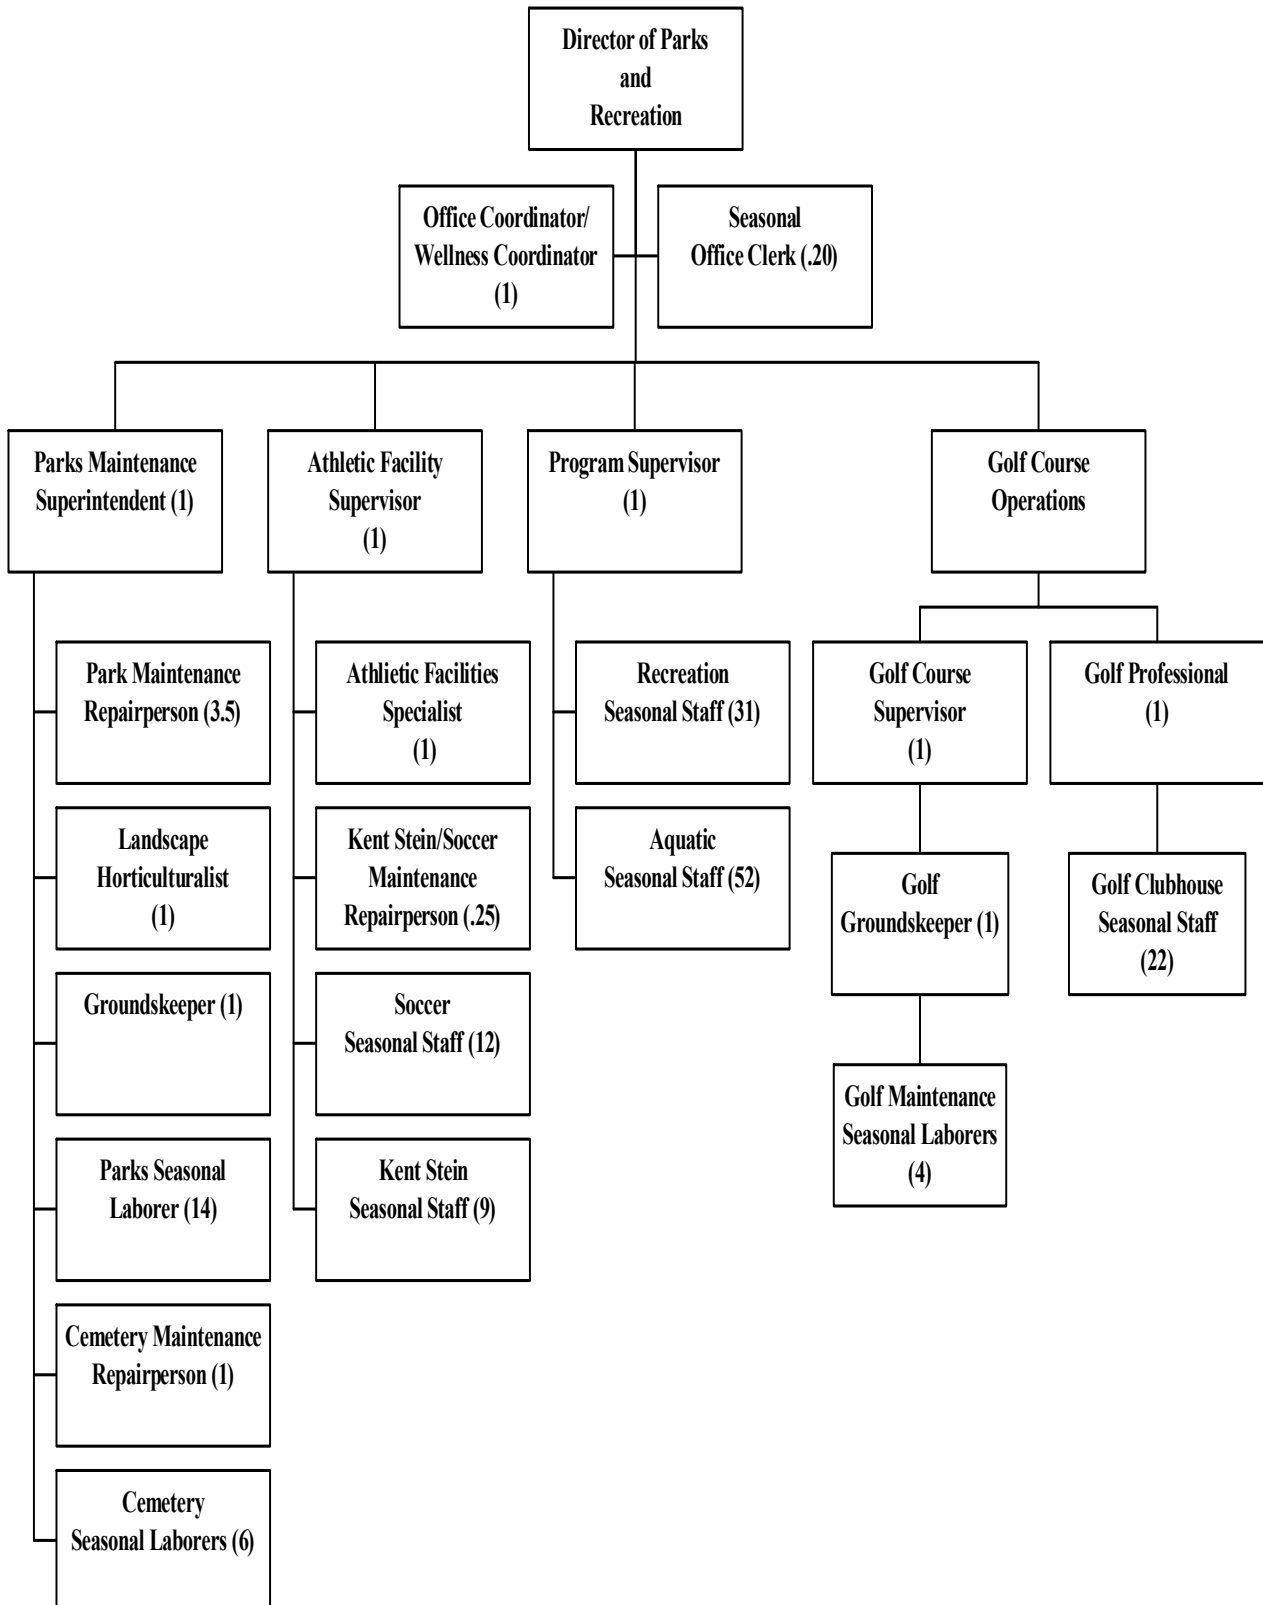 Director of Parks
and
Recreation
Office Coordinator/
Wellness Coordinator
(1)
Seasonal
Office Clerk (.20)
Parks Maintenance
Superintendent (1)
Athletic Facility
Supervisor
(1)
Program Supervisor
(1)
Golf Course
Operations
Park Maintenance
Repairperson (3.5)
Landscape
Horticulturalist
(1)
Groundskeeper (1)
Parks Seasonal
Laborer (14)
Cemetery Maintenance
Repairperson (1)
Cemetery
Seasonal Laborers (6)
Athlietic Facilities
Specialist
(1)
Kent Stein/Soccer
Maintenance
Repairperson (.25)
Soccer
Seasonal Staff (12)
Kent Stein
Seasonal Staff (9)
Recreation
Seasonal Staff (31)
Aquatic
Seasonal Staff (52)
Golf Course
Supervisor
(1)
Golf
Groundskeeper (1)
Golf Maintenance
Seasonal Laborers
(4)
Golf Professional
(1)
Golf Clubhouse
Seasonal Staff
(22)